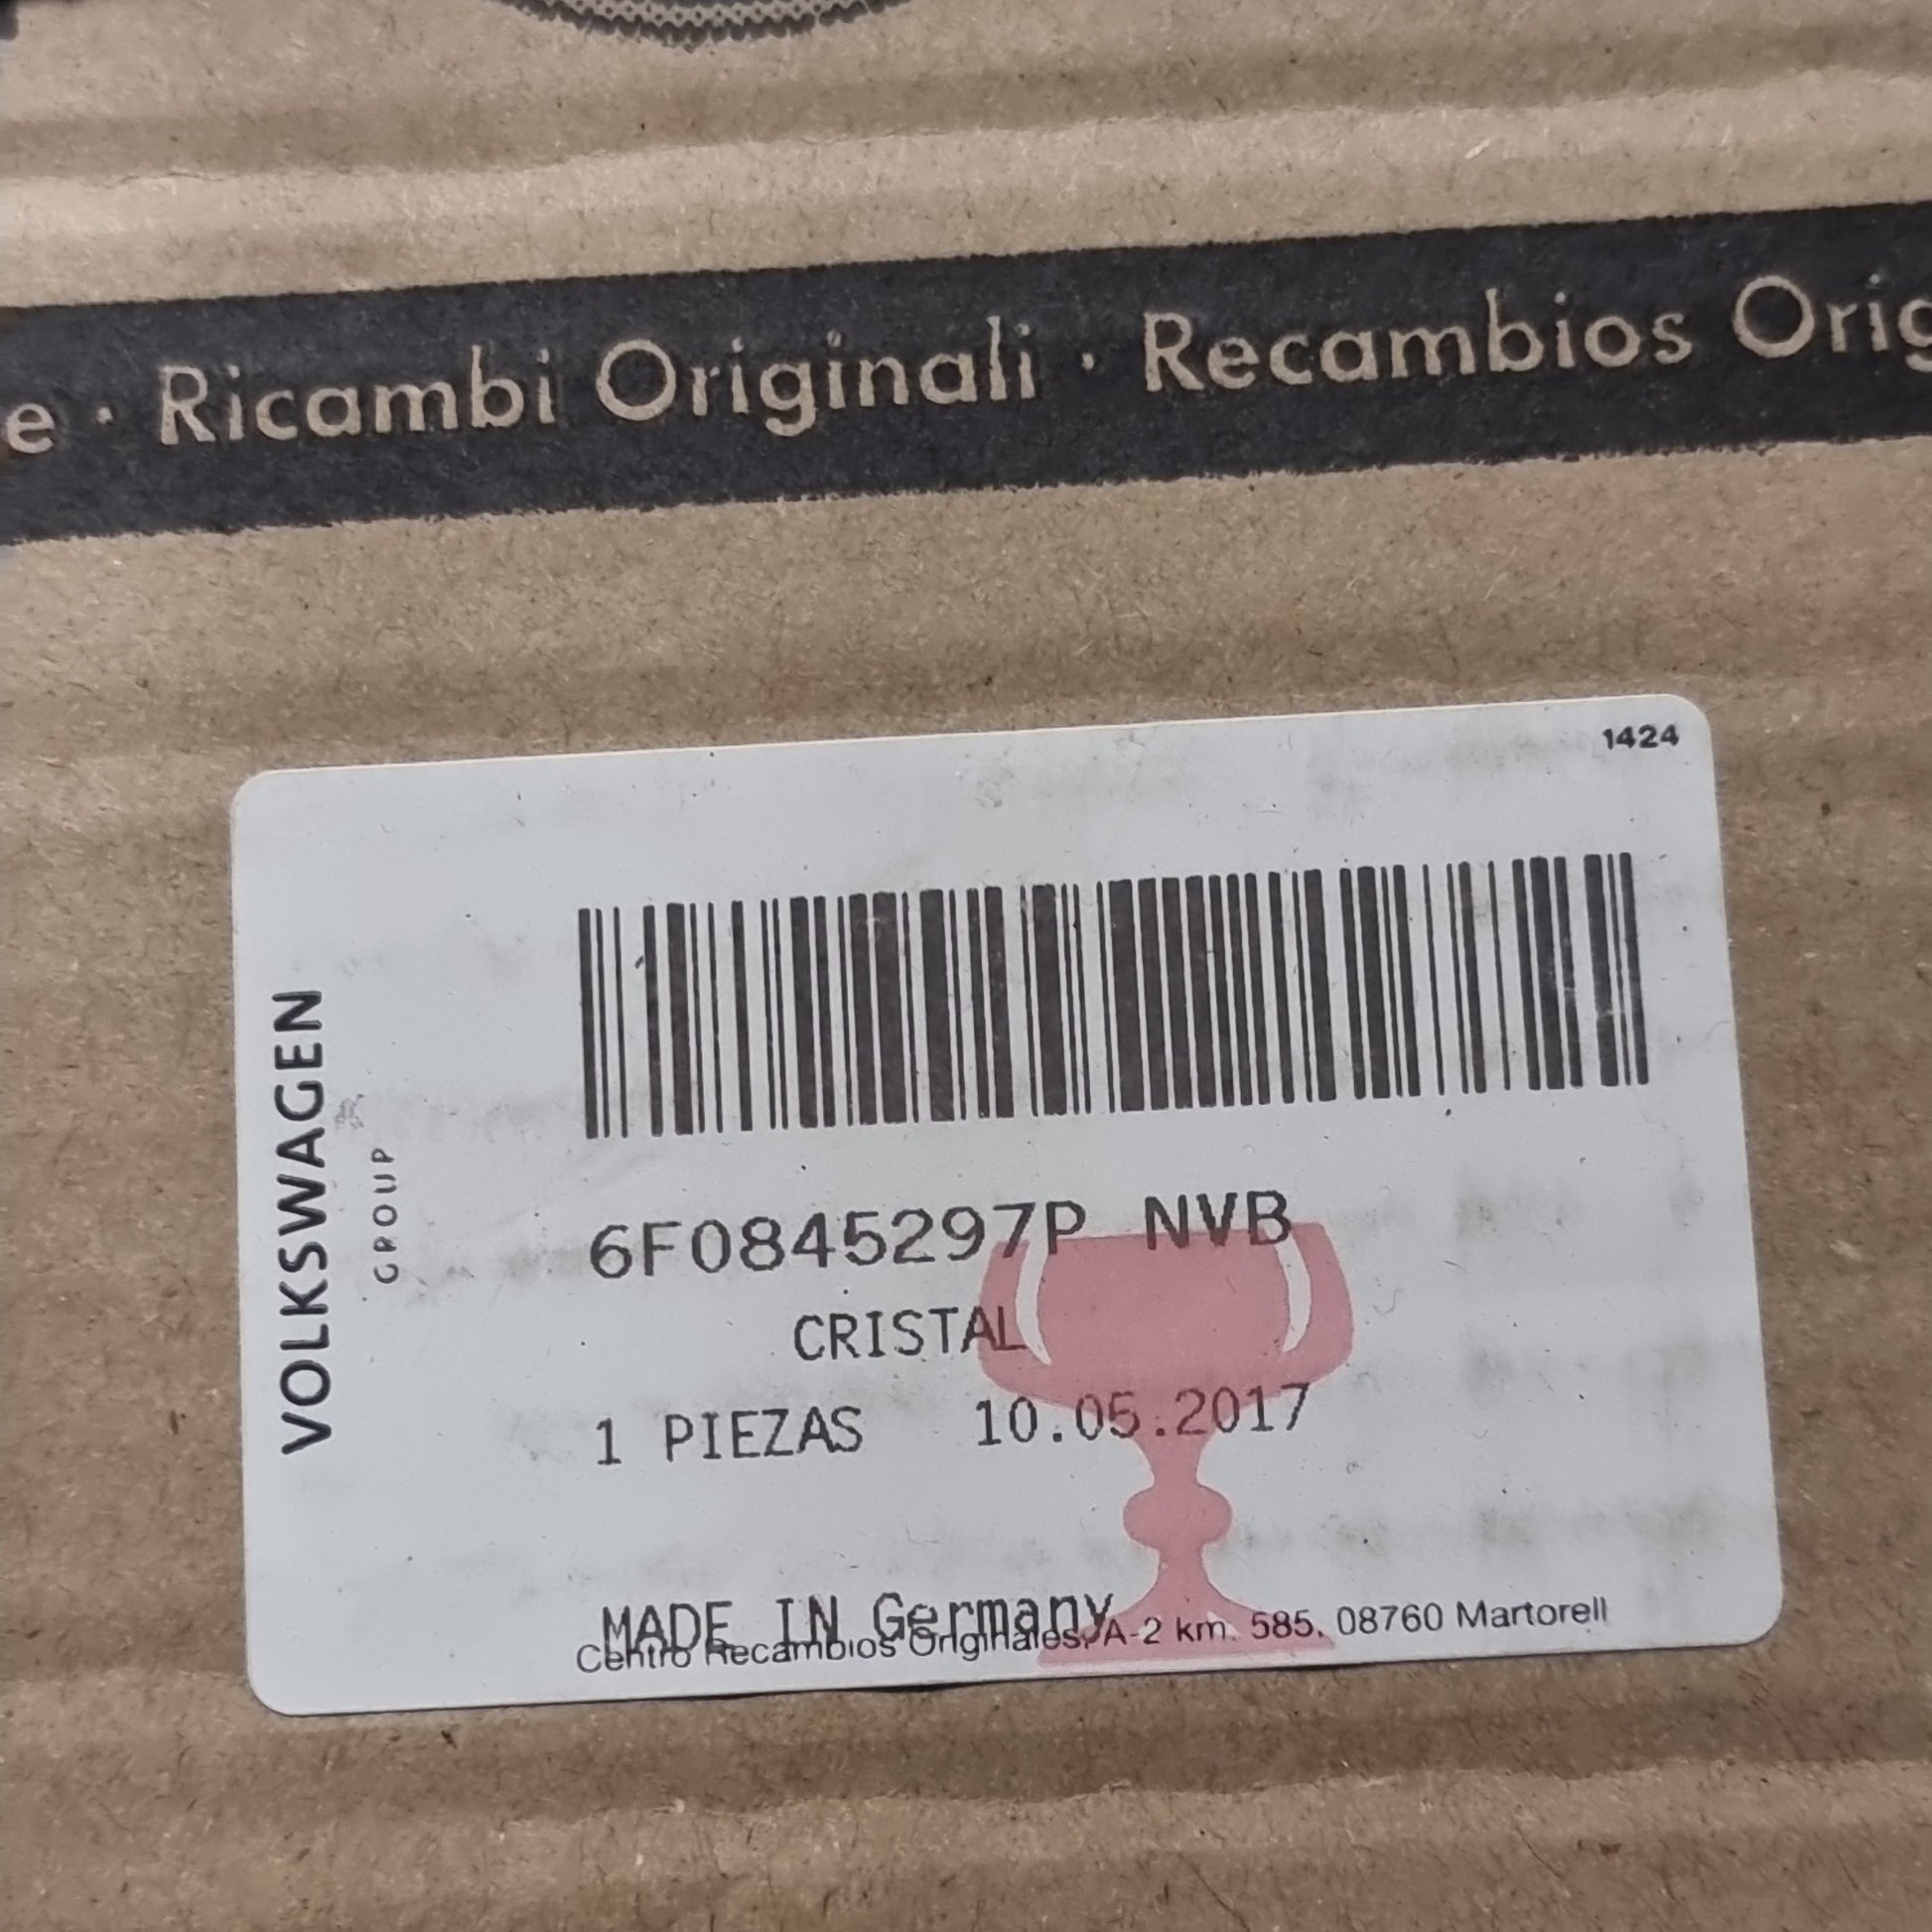 e · Ricambi Originali · Recambios Orig
1424
VOLKSWAGEN
GROUP
6F0845297P NVB
CRISTAL
1 PIEZAS 10.05.2017
MADE IN Germany
Centro Recambios Originales, A-2 km. 585. 08760 Martorell